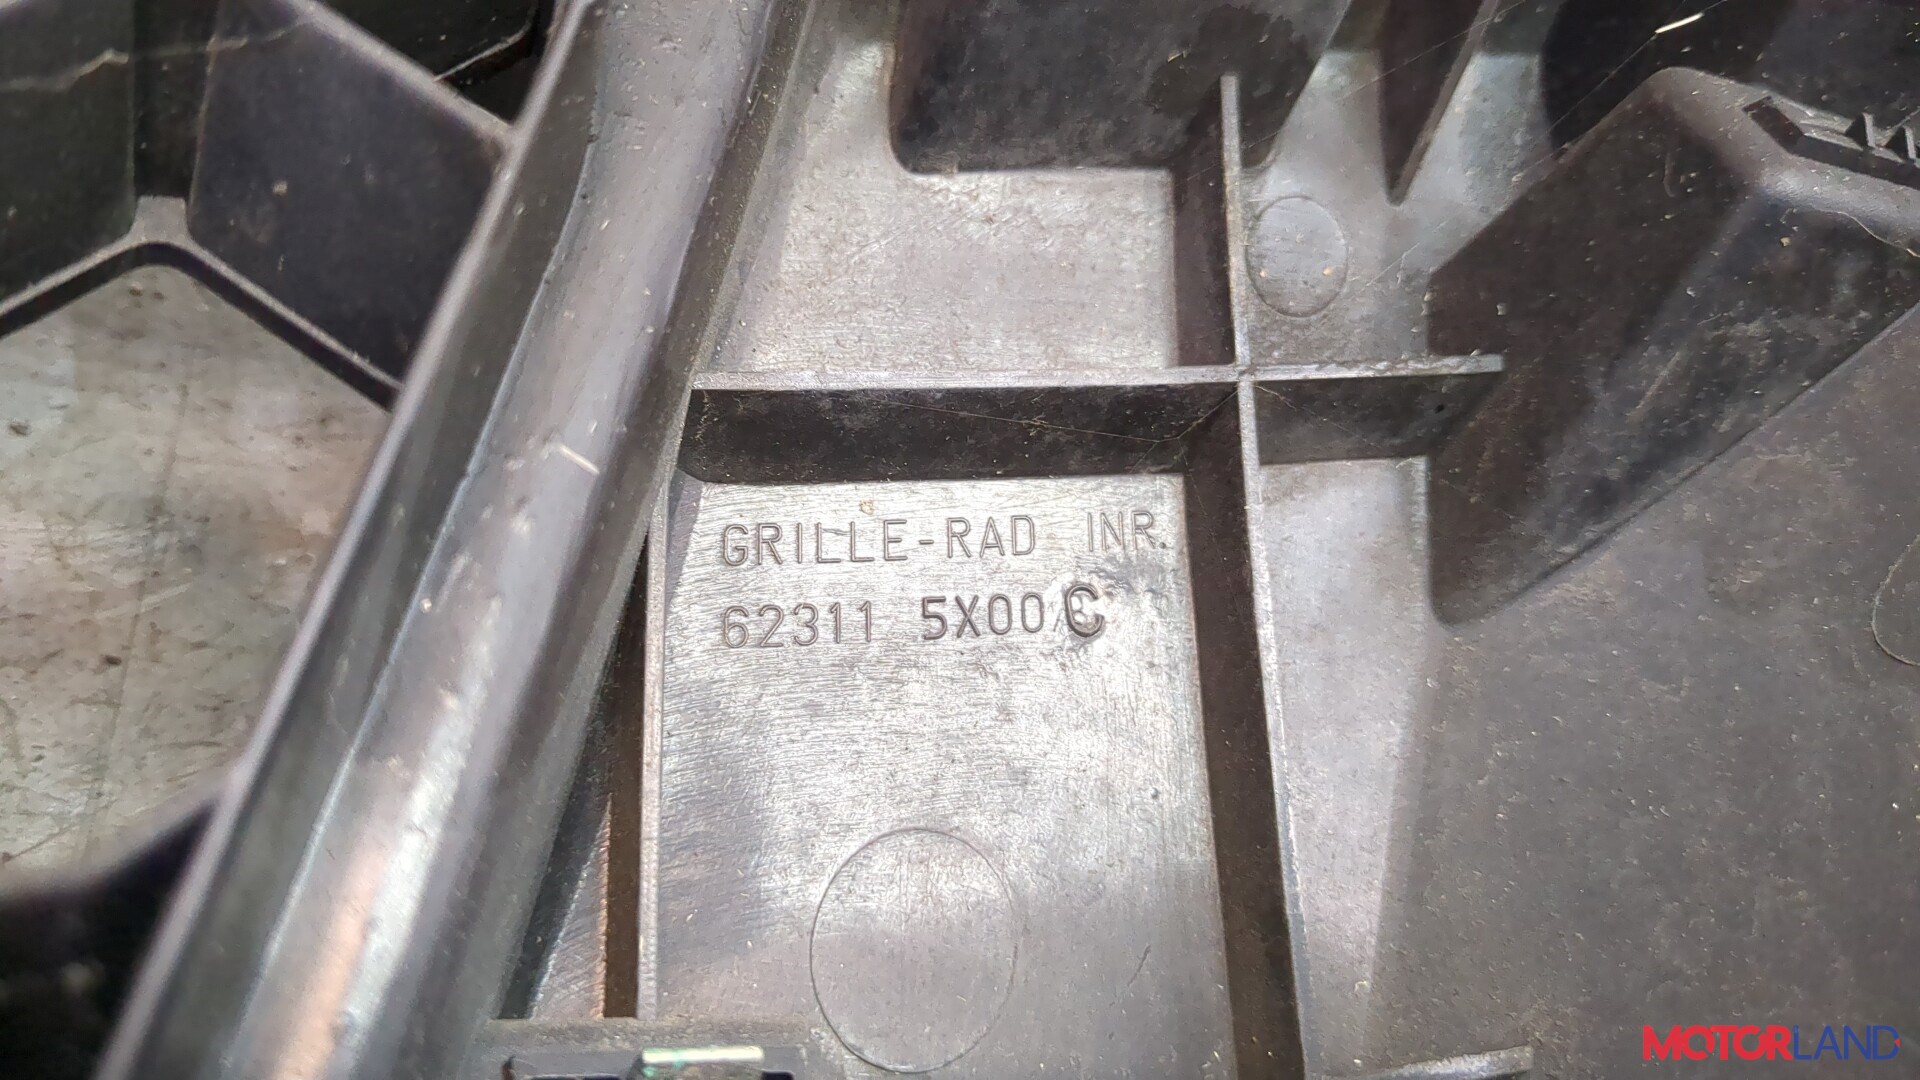 GRILLE-RAD INR.
62311 5X00C
MOTORLAND